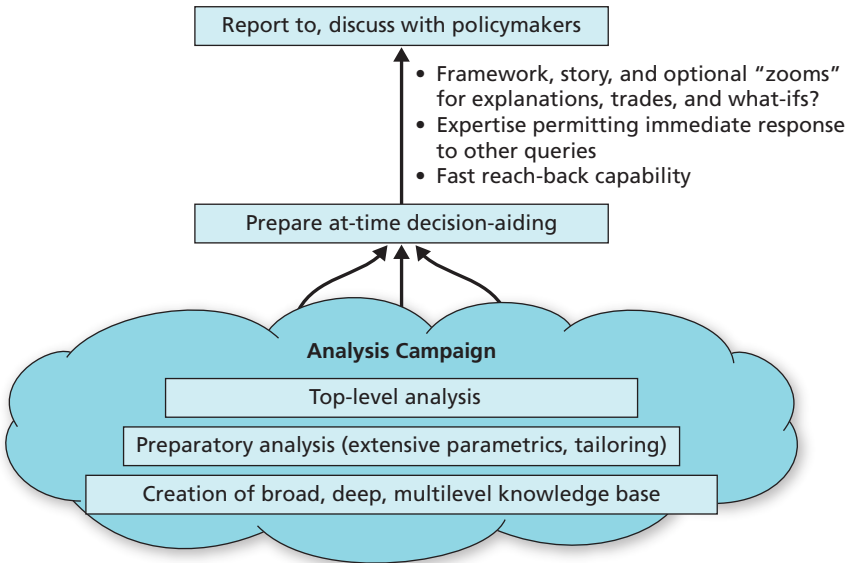 Report to, discuss with policymakers
• Framework, story, and optional “zooms”
for explanations, trades, and what-ifs?
• Expertise permitting immediate response
to other queries
• Fast reach-back capability
Prepare at-time decision-aiding
Analysis Campaign
Top-level analysis
Preparatory analysis (extensive parametrics, tailoring)
Creation of broad, deep, multilevel knowledge base